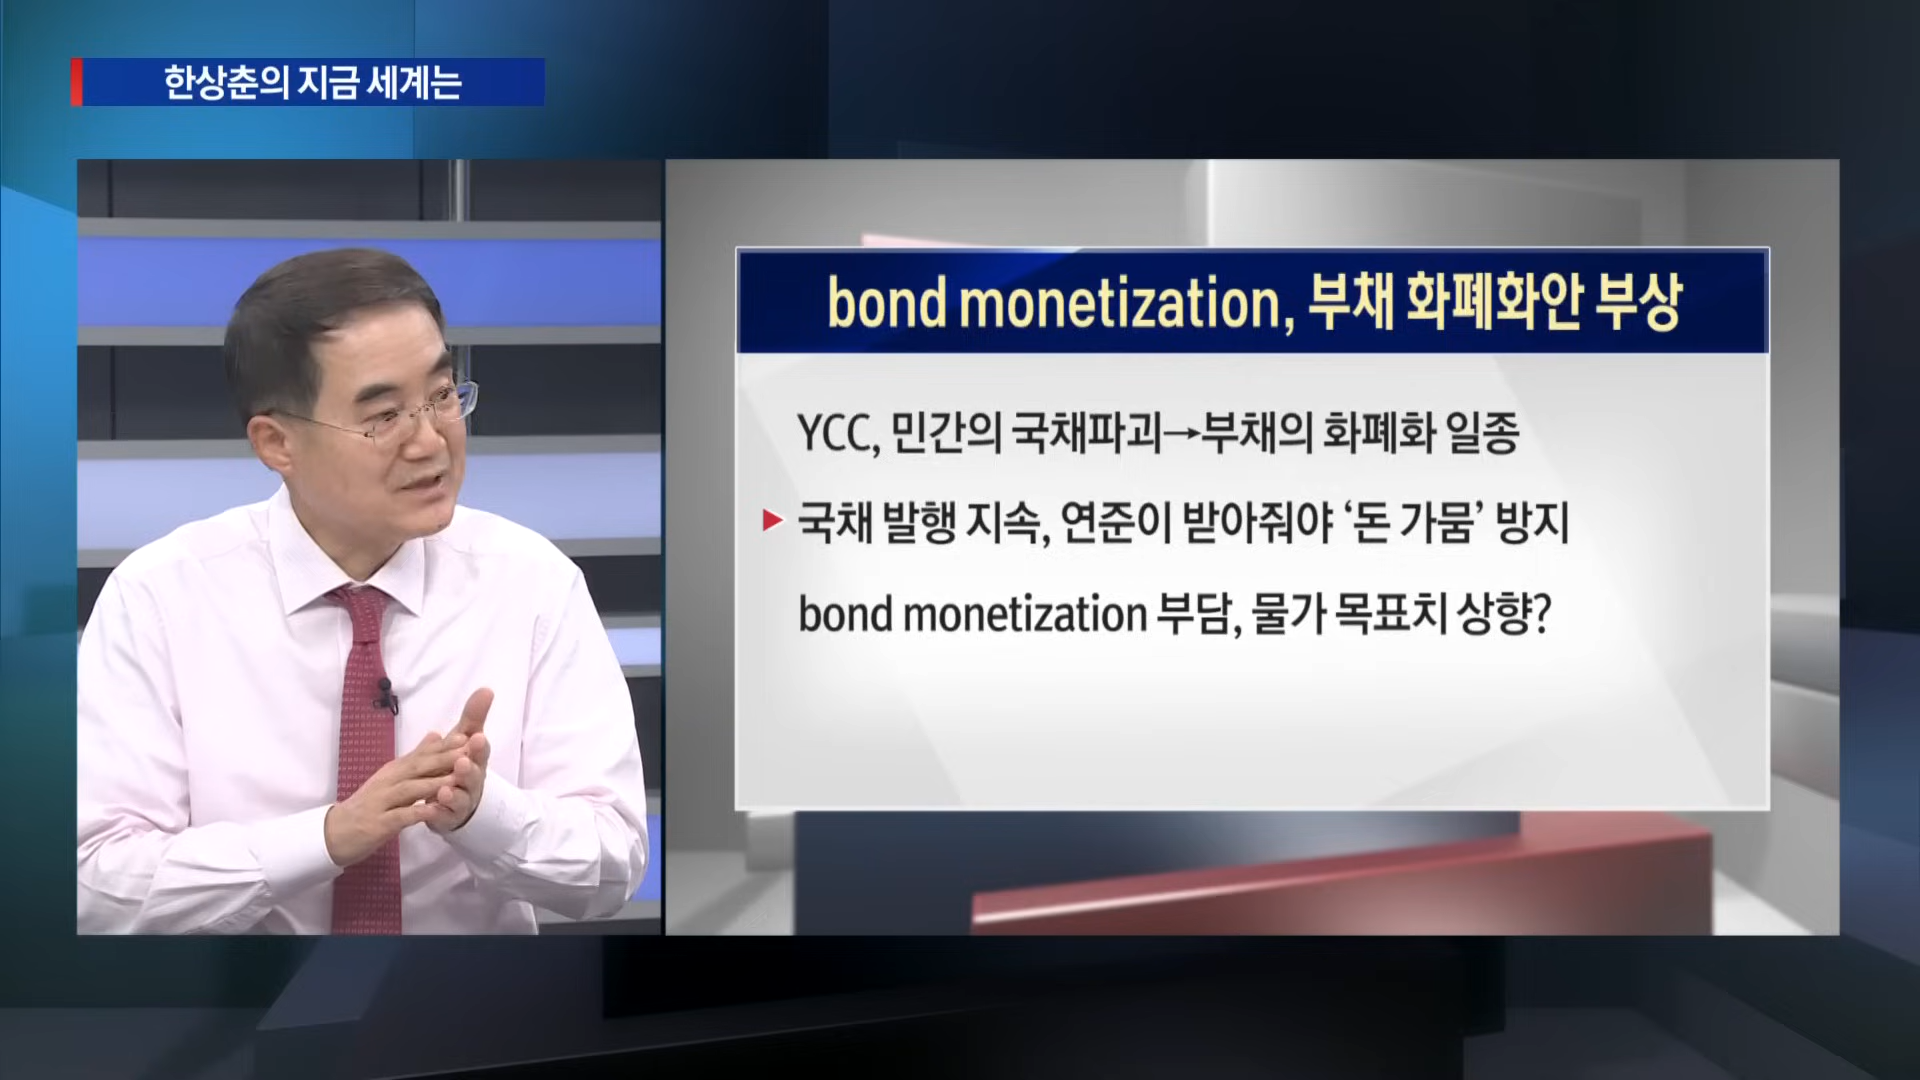 한상춘의 지금 세계는
bond monetization, 부채 화폐화안 부상
YCC, 민간의 국채파괴→부채의 화폐화 일종
▶ 국채 발행 지속, 연준이 받아줘야 ‘돈 가뭄’ 방지
bond monetization 부담, 물가 목표치 상향?